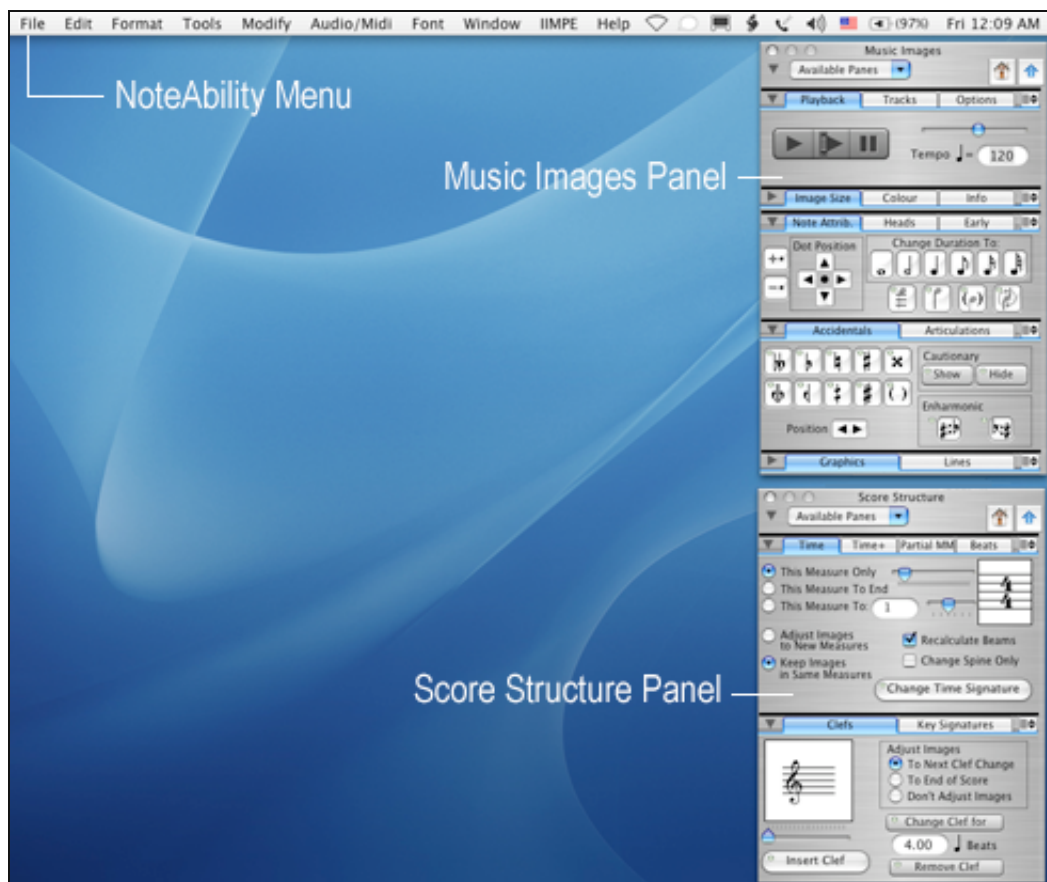 File Edit Format Tools Modify Audio/Midi Font Window IIMPE Help (97%) Fri 12:09 AM
NoteAbility Menu
Music Images Panel
Score Structure Panel
Music Images
Available Panes
Playback Tracks Options
Tempo = 120
Image Size Colour Info
Note Attrib. Heads Early
Dot Position Change Duration To:
Accidentals Articulations
Cautionary
Show Hide
Enharmonic
Position
Graphics Lines
Score Structure
Available Panes
Time Time+ Partial MM Beats
This Measure Only
This Measure To End
This Measure To: 1
Adjust Images
to New Measures
Recalculate Beams
Keep Images
in Same Measures
Change Spine Only
Change Time Signature
Clefs Key Signatures
Adjust Images
To Next Clef Change
To End of Score
Don't Adjust Images
Change Clef for
4.00 Beats
Insert Clef
Remove Clef